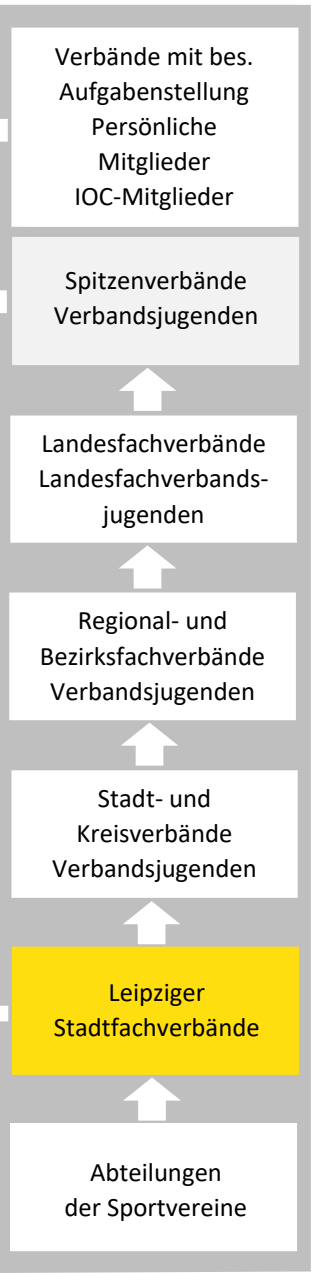 Verbände mit bes.
Aufgabenstellung
Persönliche
Mitglieder
IOC-Mitglieder
Spitzenverbände
Verbandsjugenden
Landesfachverbände
Landesfachverbands-
jugenden
Regional- und
Bezirksfachverbände
Verbandsjugenden
Stadt- und
Kreisverbände
Verbandsjugenden
Leipziger
Stadtfachverbände
Abteilungen
der Sportvereine